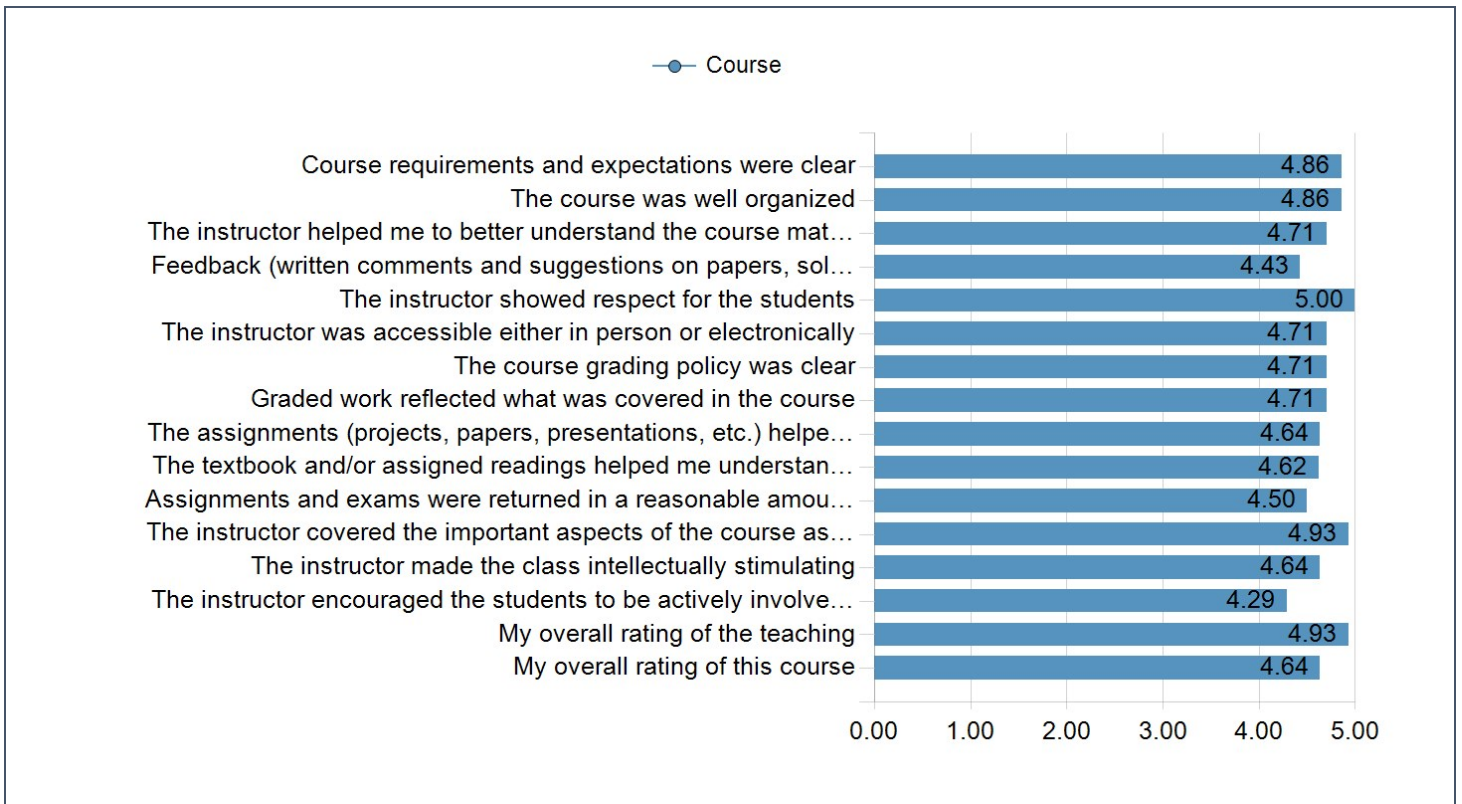 Course
Course requirements and expectations were clear 4.86
The course was well organized 4.86
The instructor helped me to better understand the course mat… 4.71
Feedback (written comments and suggestions on papers, sol… 4.43
The instructor showed respect for the students 5.00
The instructor was accessible either in person or electronically 4.71
The course grading policy was clear 4.71
Graded work reflected what was covered in the course 4.71
The assignments (projects, papers, presentations, etc.) helpe… 4.64
The textbook and/or assigned readings helped me understan… 4.62
Assignments and exams were returned in a reasonable amou… 4.50
The instructor covered the important aspects of the course as… 4.93
The instructor made the class intellectually stimulating 4.64
The instructor encouraged the students to be actively involve… 4.29
My overall rating of the teaching 4.93
My overall rating of this course 4.64
0.00 1.00 2.00 3.00 4.00 5.00